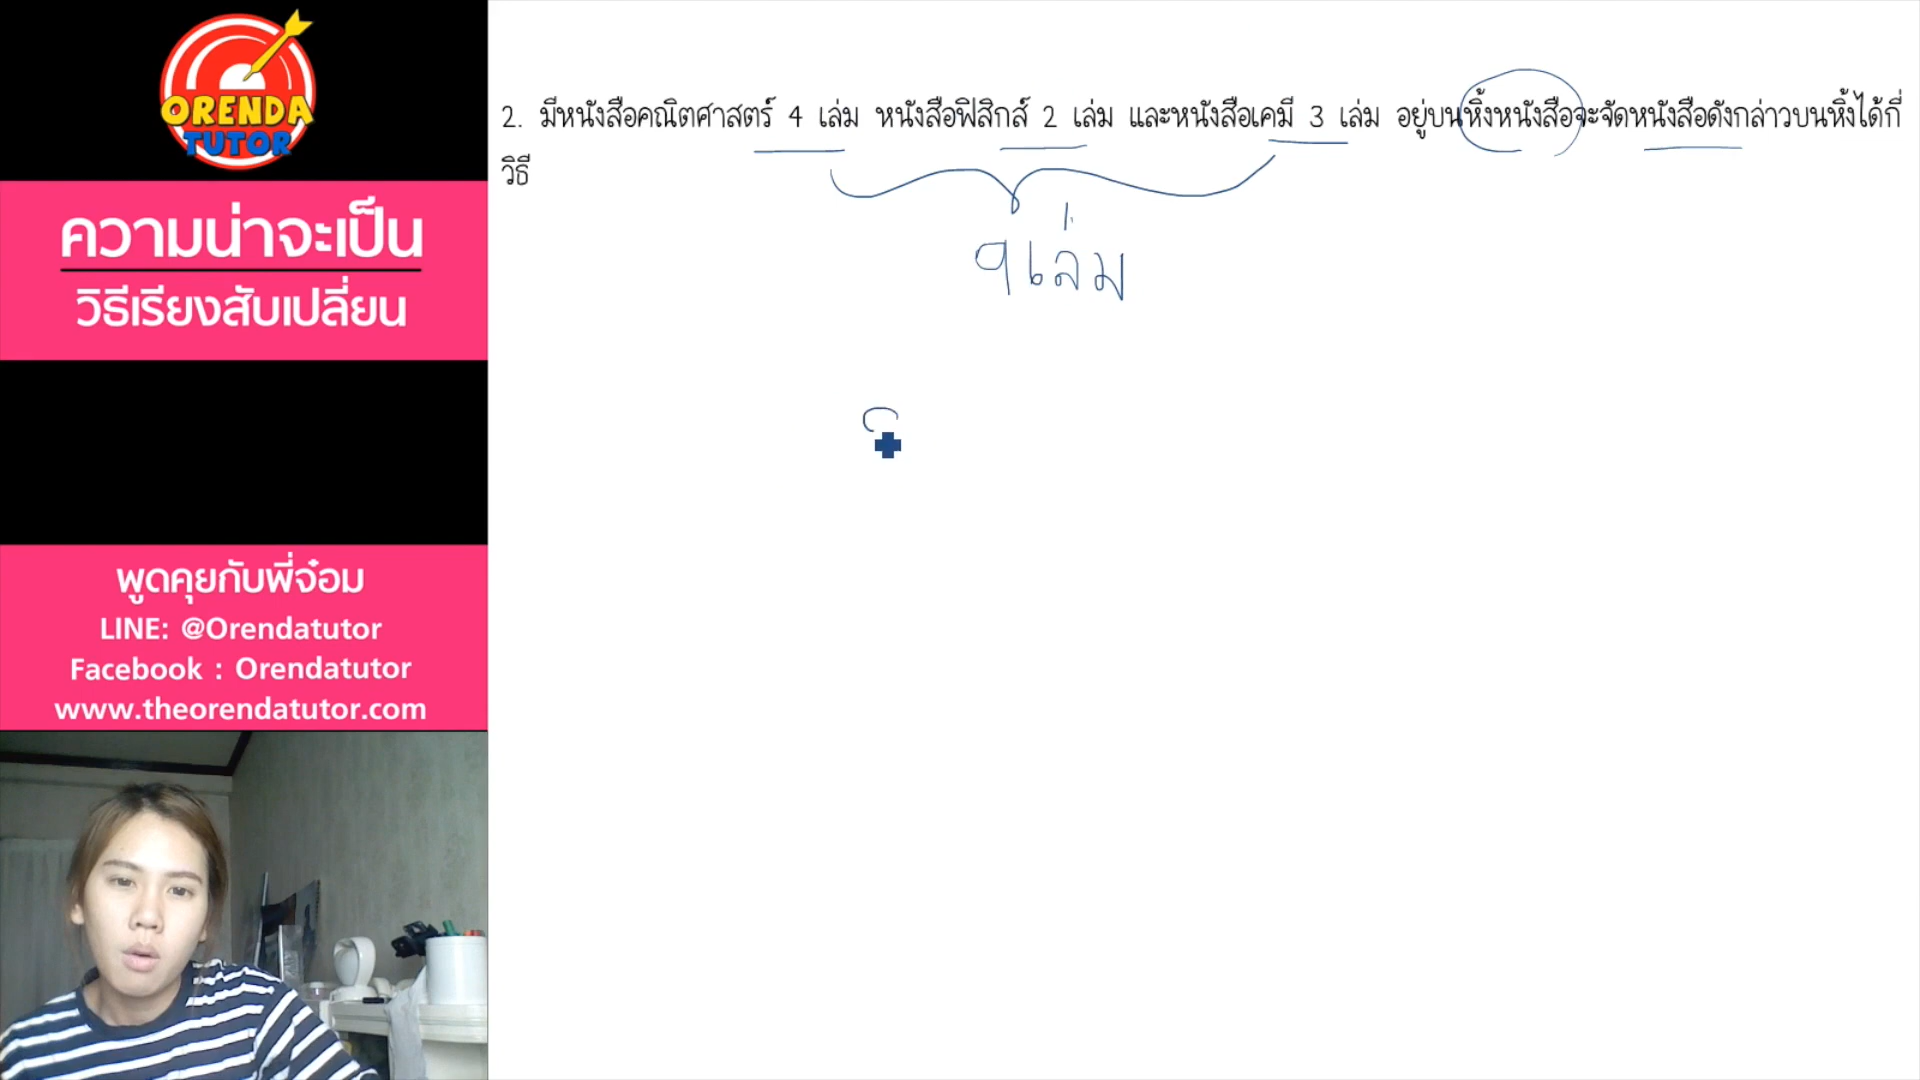 ORENDA
TUTOR
ความน่าจะเป็น
วิธีเรียงสับเปลี่ยน
พูดคุยกับพี่จ๋อม
LINE: @Orendatutor
Facebook : Orendatutor
www.theorendatutor.com
2. มีหนังสือคณิตศาสตร์ 4 เล่ม หนังสือฟิสิกส์ 2 เล่ม และหนังสือเคมี 3 เล่ม อยู่บนหิ้งหนังสือจะจัดหนังสือดังกล่าวบนหิ้งได้กี่
วิธี
9 เล่ม